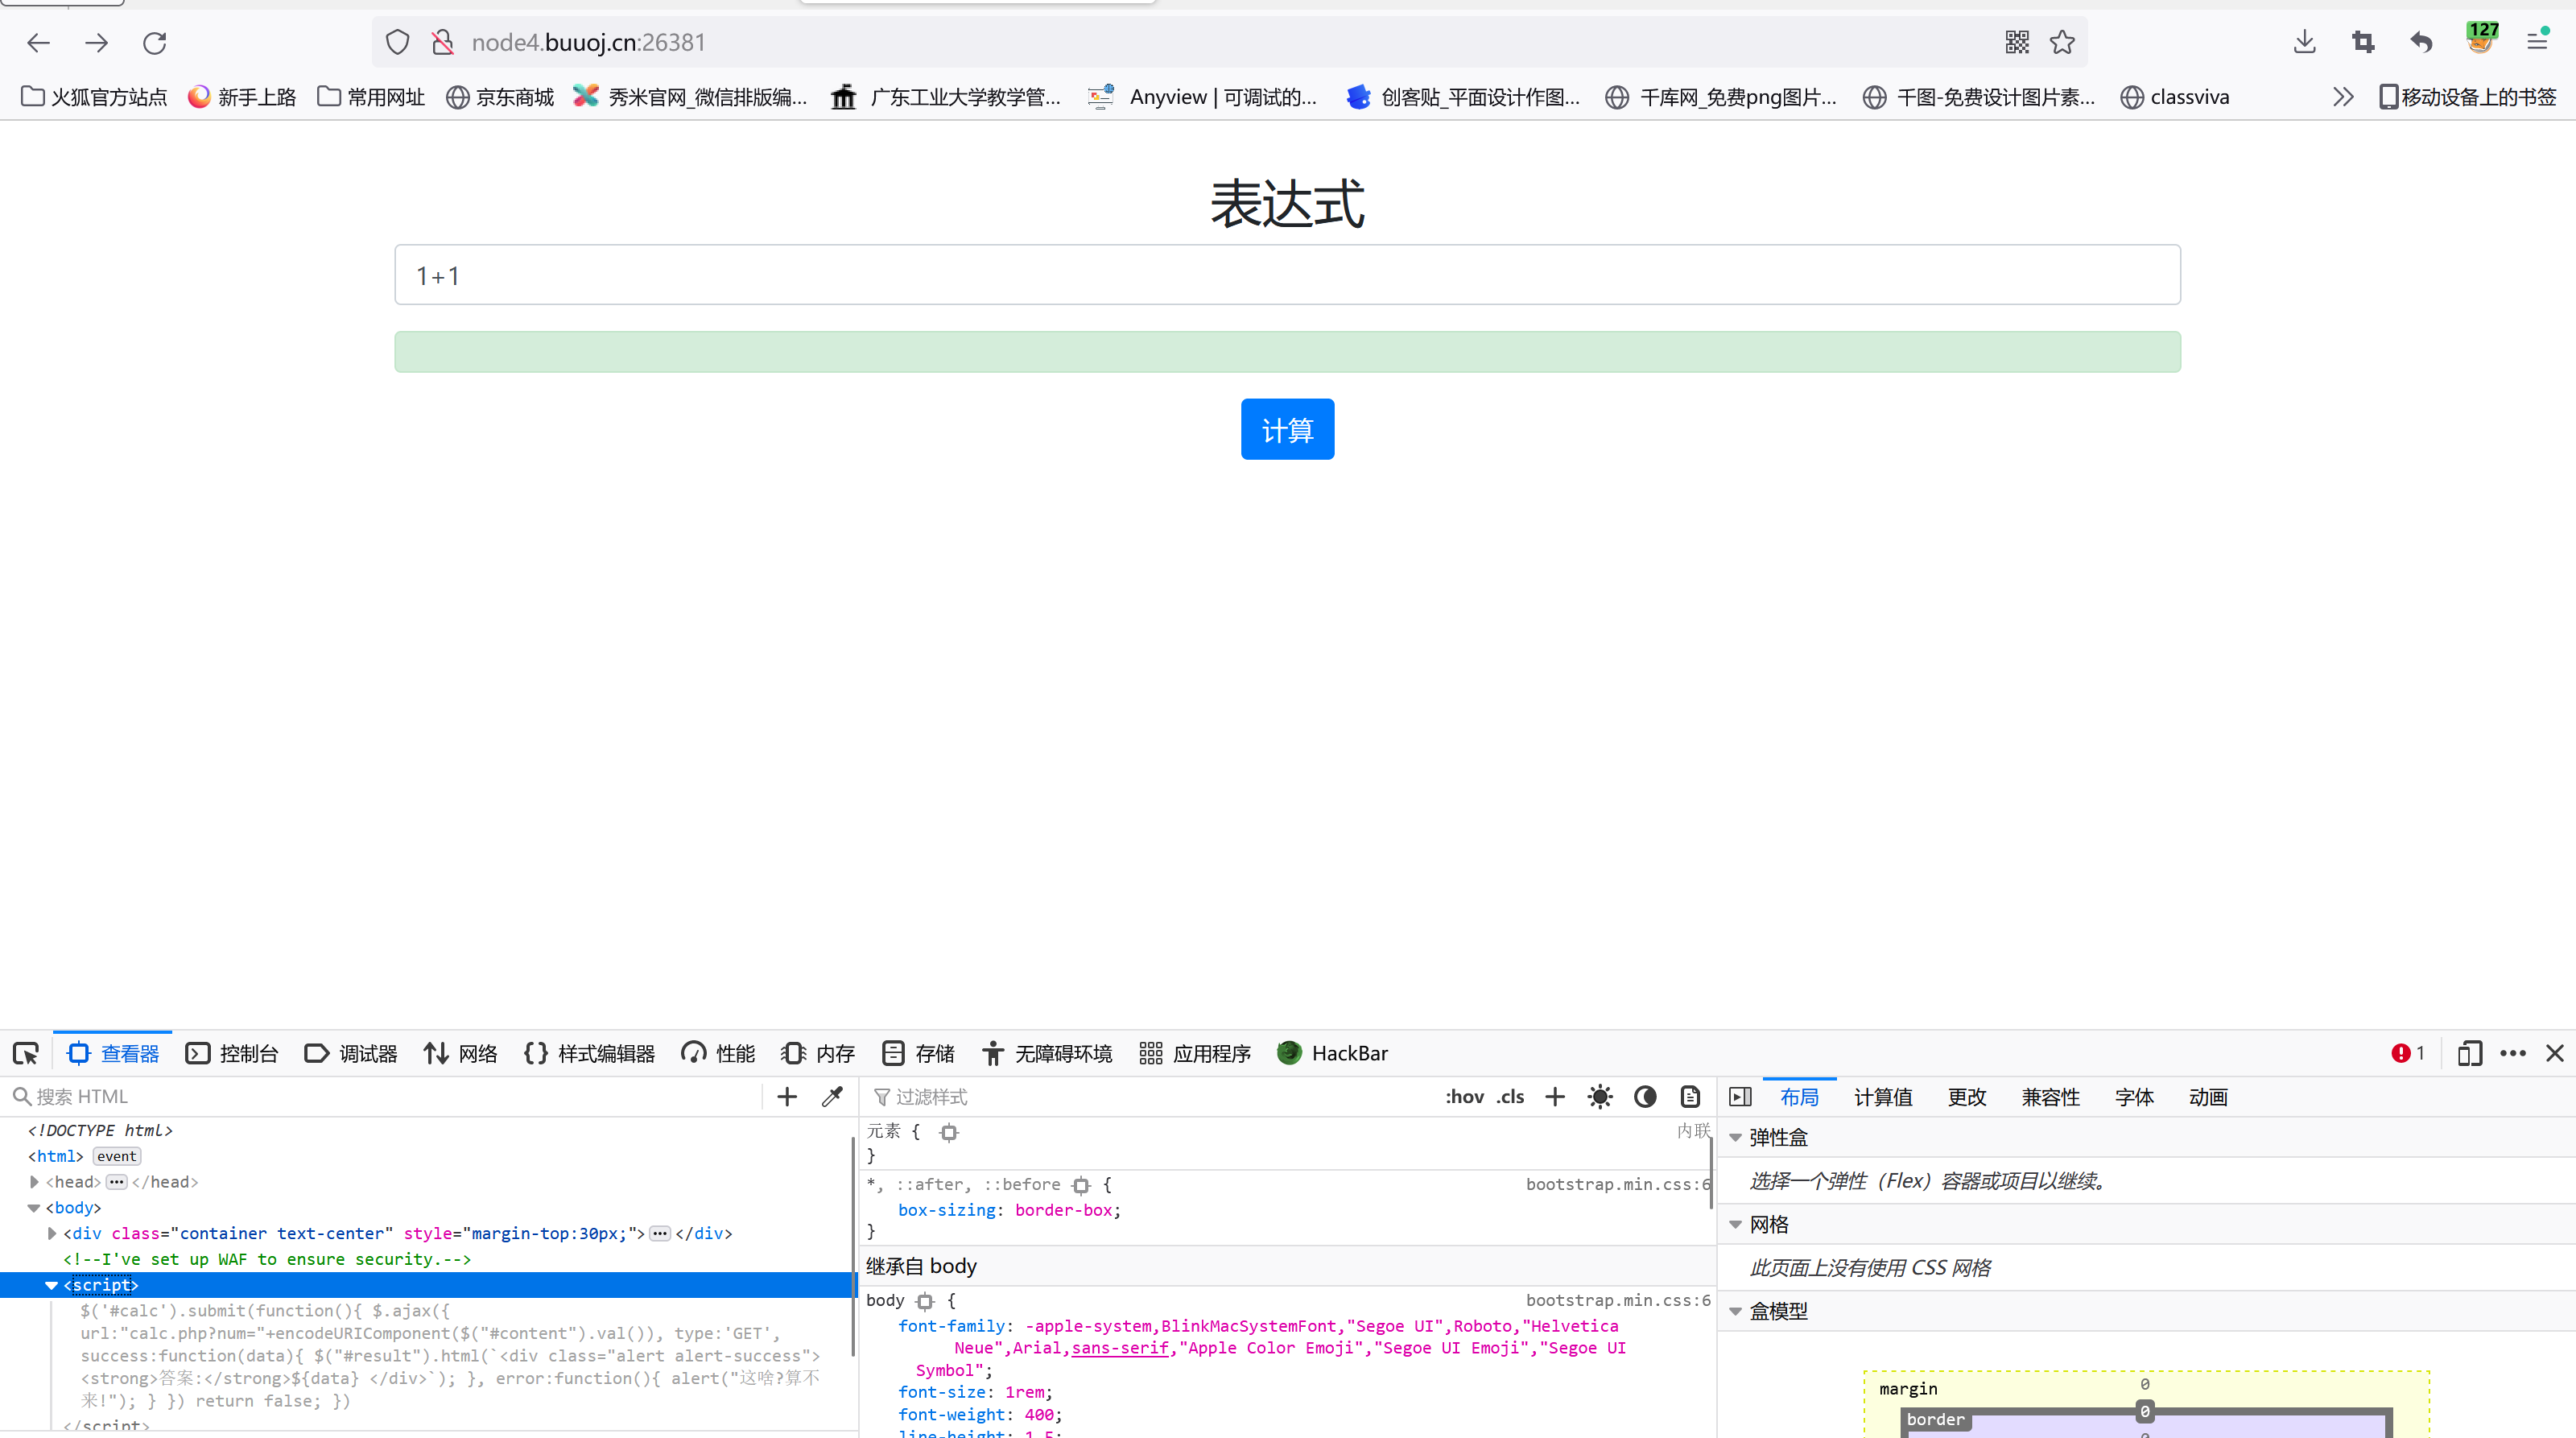 node4.buuoj.cn:26381
127
火狐官方站点 新手上路 常用网址 京东商城 秀米官网_微信排版编... 广东工业大学教学管... Anyview | 可调试的... 创客贴_平面设计作图... 千库网_免费png图片... 千图-免费设计图片素... classviva 移动设备上的书签
表达式
1+1
计算
查看器 控制台 调试器 网络 样式编辑器 性能 内存 存储 无障碍环境 应用程序 HackBar 1
搜索 HTML
<!DOCTYPE html>
<html> event
<head> ••• </head>
<body>
<div class="container text-center" style="margin-top:30px;"> ••• </div>
<!--I've set up WAF to ensure security.-->
<script>
$('#calc').submit(function(){ $.ajax({
url:"calc.php?num="+encodeURIComponent($("#content").val()), type:'GET',
success:function(data){ $("#result").html(`<div class="alert alert-success">
<strong>答案:</strong>${data} </div>`); }, error:function(){ alert("这啥?算不
来!"); } }) return false; })
</script>
过滤样式 :hov .cls
元素 { 内联
}
*, ::after, ::before { bootstrap.min.css:6
box-sizing: border-box;
}
继承自 body
body { bootstrap.min.css:6
font-family: -apple-system,BlinkMacSystemFont,"Segoe UI",Roboto,"Helvetica
Neue",Arial,sans-serif,"Apple Color Emoji","Segoe UI Emoji","Segoe UI
Symbol";
font-size: 1rem;
font-weight: 400;
line-height: 1.5;
布局 计算值 更改 兼容性 字体 动画
弹性盒
选择一个弹性（Flex）容器或项目以继续。
网格
此页面上没有使用 CSS 网格
盒模型
margin 0
border 0
0